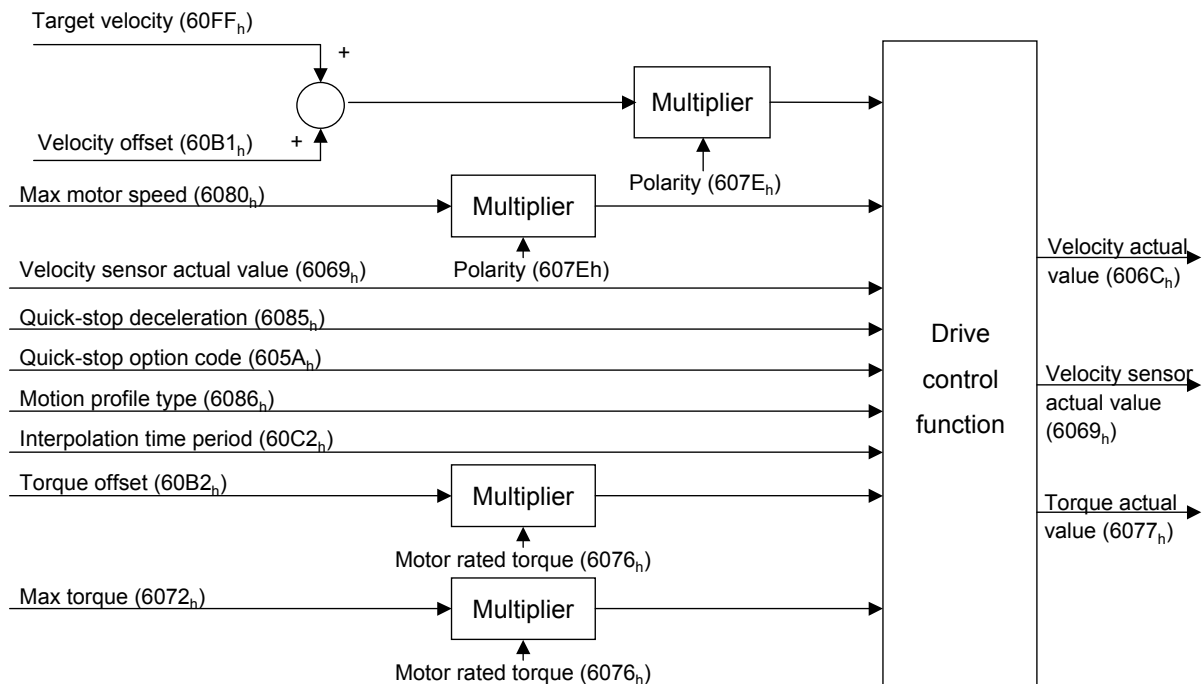 Target velocity (60FFh)
+
Multiplier
Velocity offset (60B1h)
+
Polarity (607Eh)
Max motor speed (6080h)
Multiplier
Polarity (607Eh)
Velocity sensor actual value (6069h)
Quick-stop deceleration (6085h)
Quick-stop option code (605Ah)
Motion profile type (6086h)
Interpolation time period (60C2h)
Torque offset (60B2h)
Multiplier
Motor rated torque (6076h)
Max torque (6072h)
Multiplier
Motor rated torque (6076h)
Drive
control
function
Velocity actual
value (606Ch)
Velocity sensor
actual value
(6069h)
Torque actual
value (6077h)